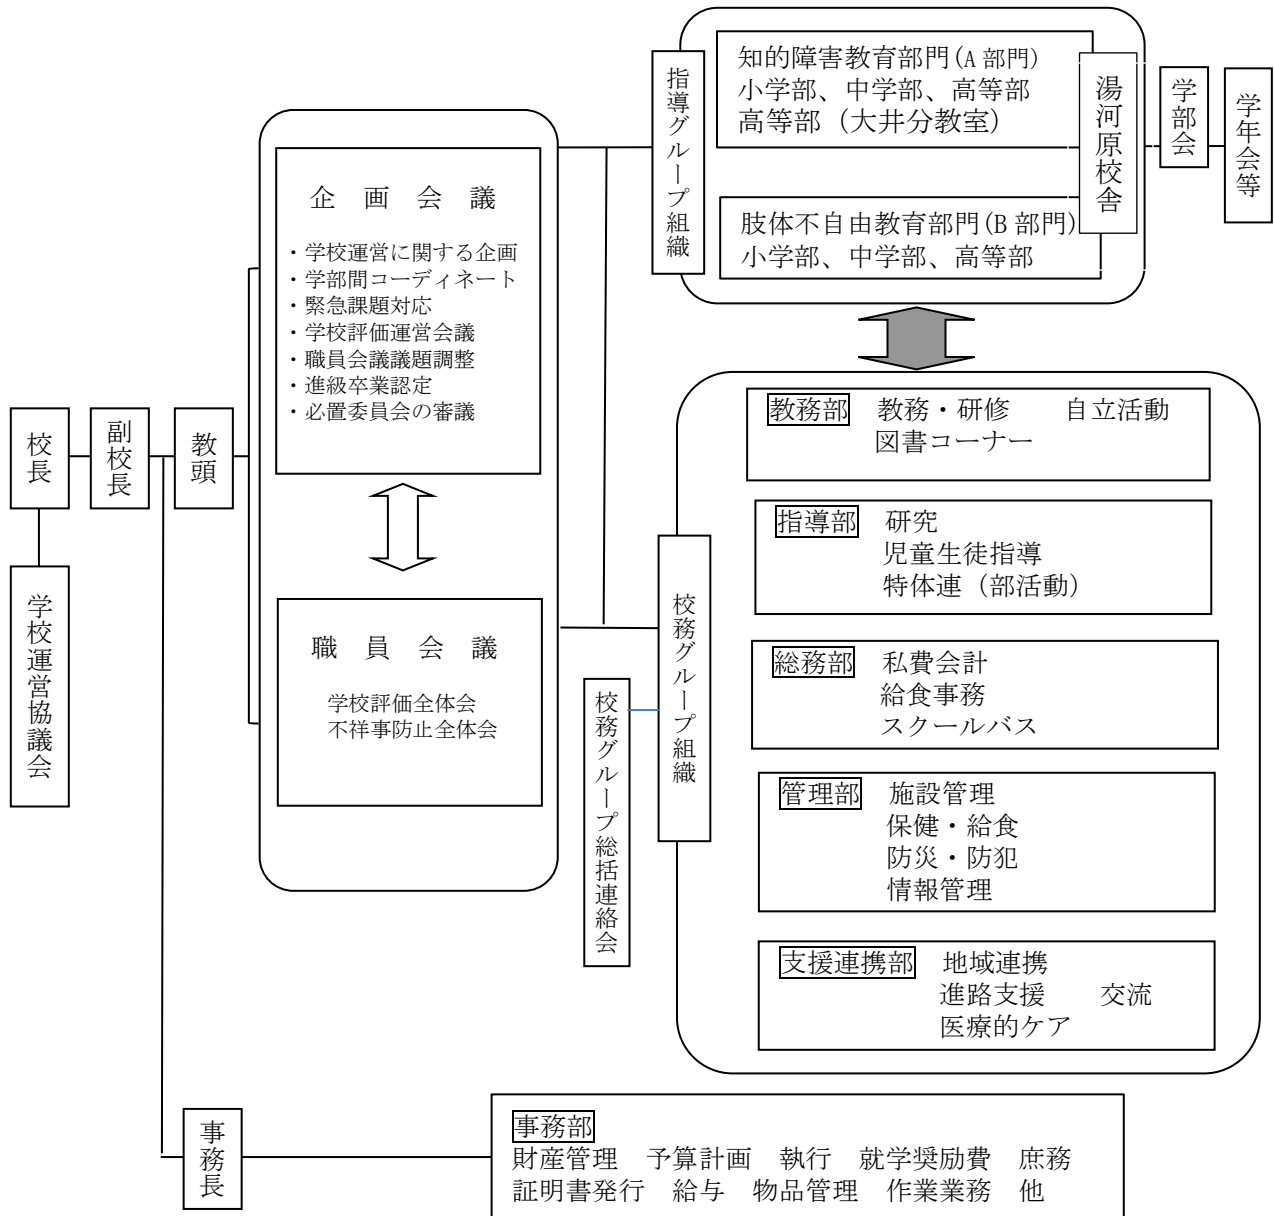 校長
副校長
教頭
学校運営協議会
企　画　会　議
・学校運営に関する企画
・学部間コーディネート
・緊急課題対応
・学校評価運営会議
・職員会議議題調整
・進級卒業認定
・必置委員会の審議
職　員　会　議
学校評価全体会
不祥事防止全体会
指導グループ組織
知的障害教育部門(A 部門)
小学部、中学部、高等部
高等部（大井分教室）
肢体不自由教育部門(B 部門)
小学部、中学部、高等部
湯河原校舎
学部会
学年会等
校務グループ組織
校務グループ総括連絡会
教務部　教務・研修　　自立活動
図書コーナー
指導部　研究
児童生徒指導
特体連（部活動）
総務部　私費会計
給食事務
スクールバス
管理部　施設管理
保健・給食
防災・防犯
情報管理
支援連携部　地域連携
進路支援　　交流
医療的ケア
事務長
事務部
財産管理　予算計画　執行　就学奨励費　庶務
証明書発行　給与　物品管理　作業業務　他